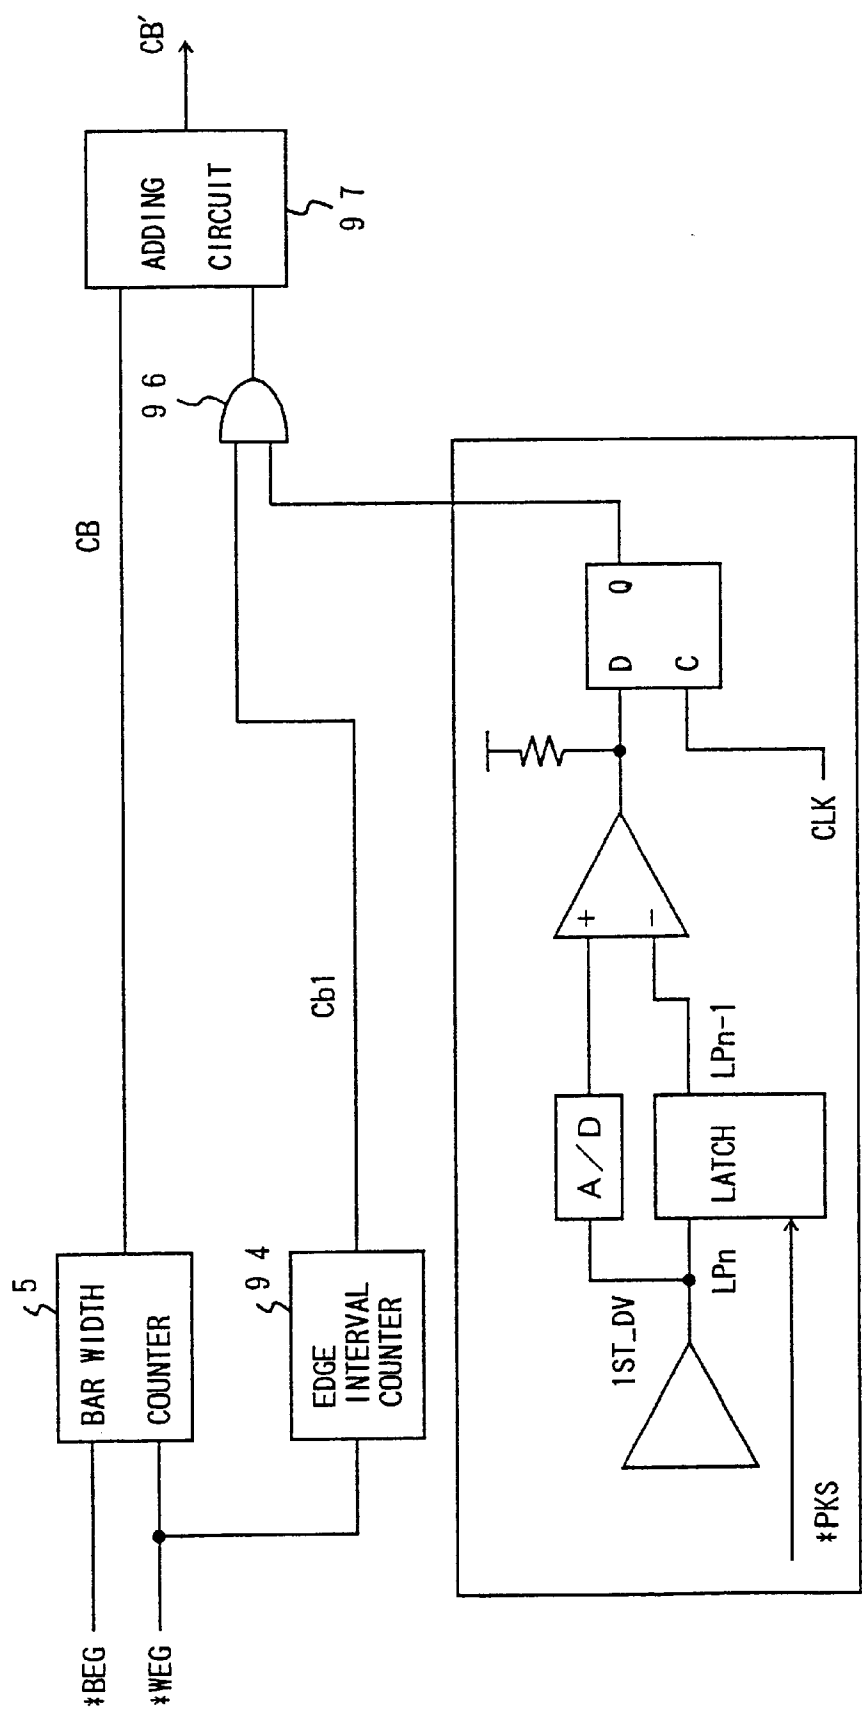 *BEG
*WEG
5
BAR WIDTH
COUNTER
CB
ADDING
CIRCUIT
97
CB'
94
EDGE
INTERVAL
COUNTER
Cb1
96
1ST_DV
A/D
LPn
LATCH
LPn-1
*PKS
+
−
D
Q
C
CLK